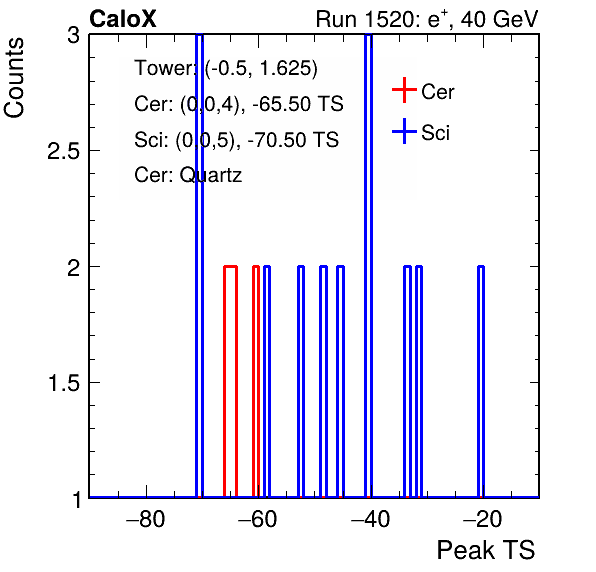 CaloX Run 1520: e⁺, 40 GeV
Counts
3
2.5
2
1.5
1
Tower: (-0.5, 1.625)
Cer: (0,0,4), -65.50 TS
Sci: (0,0,5), -70.50 TS
Cer: Quartz
Cer
Sci
−80 −60 −40 −20
Peak TS